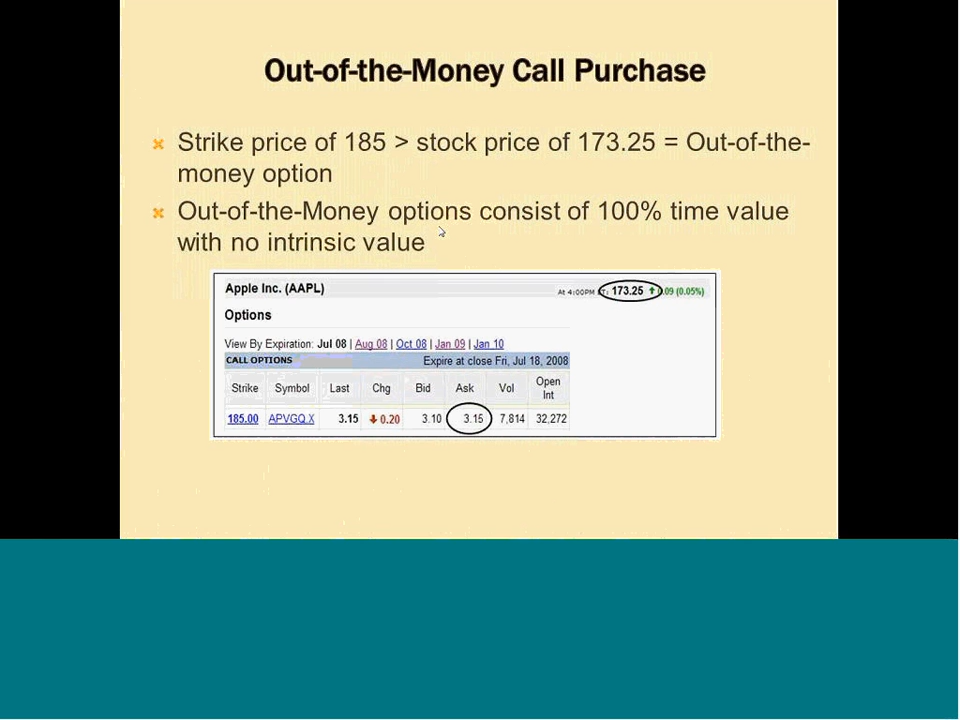 Out-of-the-Money Call Purchase
Strike price of 185 > stock price of 173.25 = Out-of-the-
money option
Out-of-the-Money options consist of 100% time value
with no intrinsic value
Apple Inc. (AAPL)
At 4:00PM ET: 173.25 0.09 (0.05%)
Options
View By Expiration: Jul 08 | Aug 08 | Oct 08 | Jan 09 | Jan 10
CALL OPTIONS Expire at close Fri, Jul 18, 2008
Strike Symbol Last Chg Bid Ask Vol Open Int
185.00 APVGQ.X 3.15 0.20 3.10 3.15 7,814 32,272